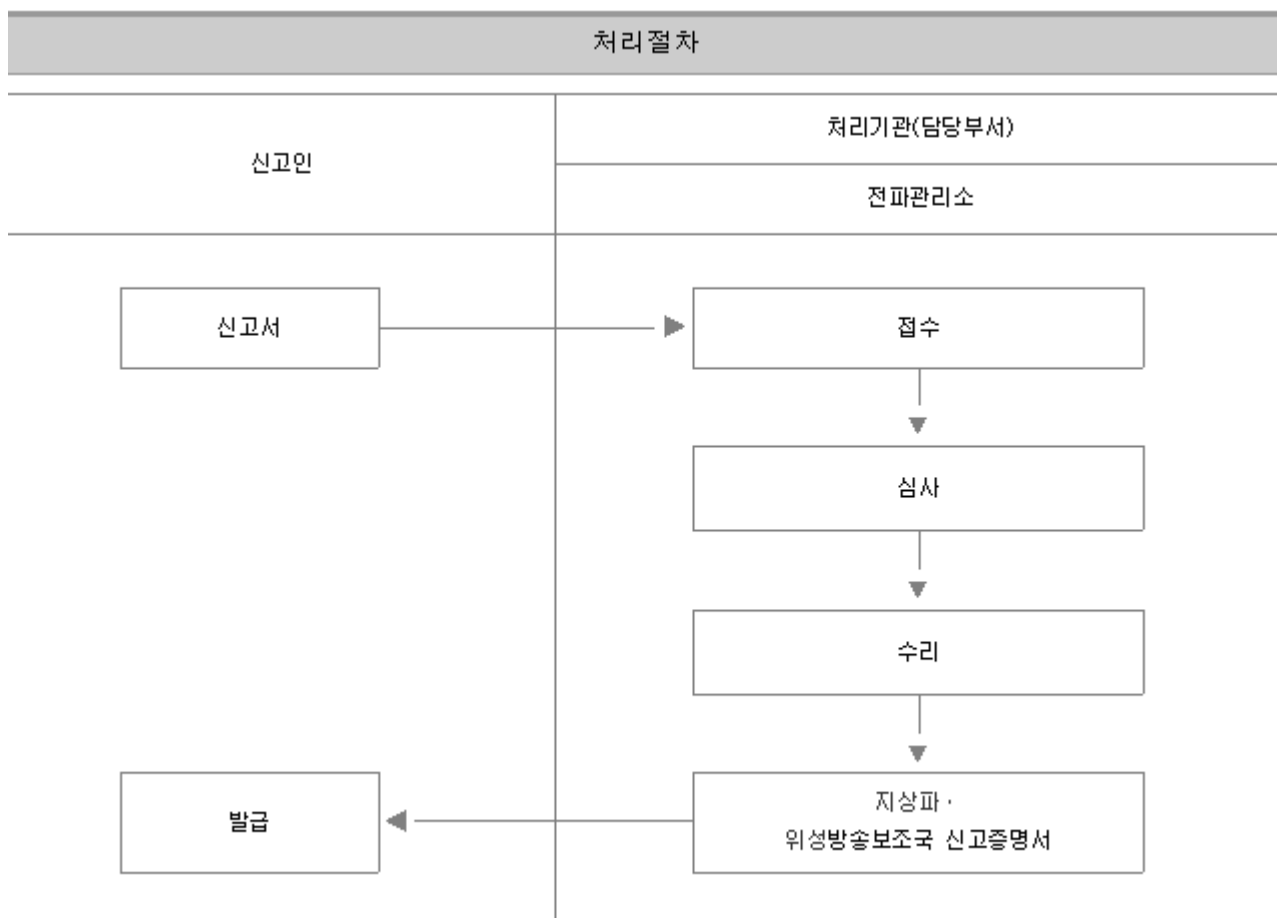 처리절차
신고인
처리기관(담당부서)
전파관리소
신고서
접수
심사
수리
발급
지상파 ·
위성방송보조국 신고증명서